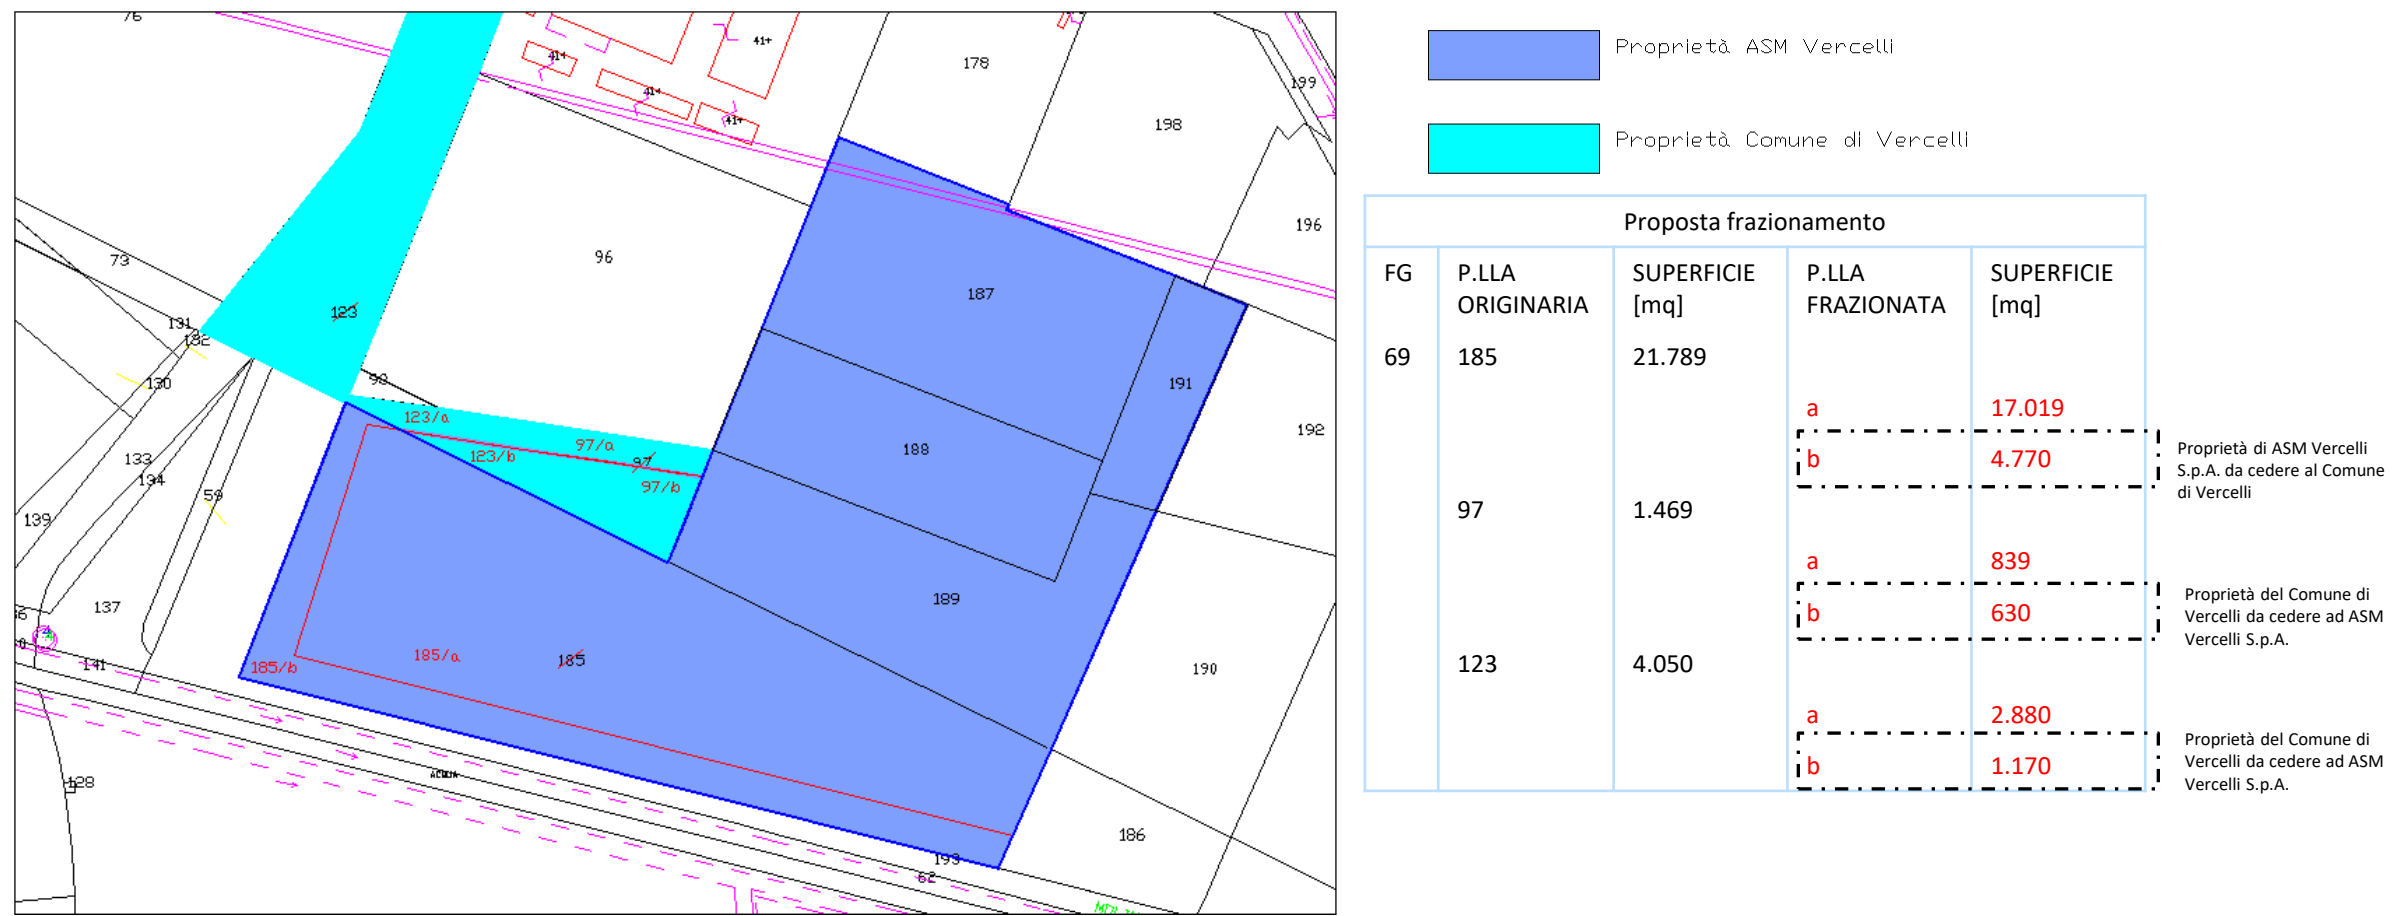 76
41+
41+
41+
41+
178
199
198
196
73
96
123
187
131
132
98
130
191
123/a
97/a
192
123/b
97
188
133
97/b
134
59
139
189
137
185/a
185
185/b
141
190
ACQUA
128
186
193
62
Proprietà ASM Vercelli
Proprietà Comune di Vercelli
Proposta frazionamento
FG P.LLA ORIGINARIA SUPERFICIE [mq] P.LLA FRAZIONATA SUPERFICIE [mq]
69 185 21.789
a 17.019
b 4.770
Proprietà di ASM Vercelli
S.p.A. da cedere al Comune
di Vercelli
97 1.469
a 839
b 630
Proprietà del Comune di
Vercelli da cedere ad ASM
Vercelli S.p.A.
123 4.050
a 2.880
b 1.170
Proprietà del Comune di
Vercelli da cedere ad ASM
Vercelli S.p.A.